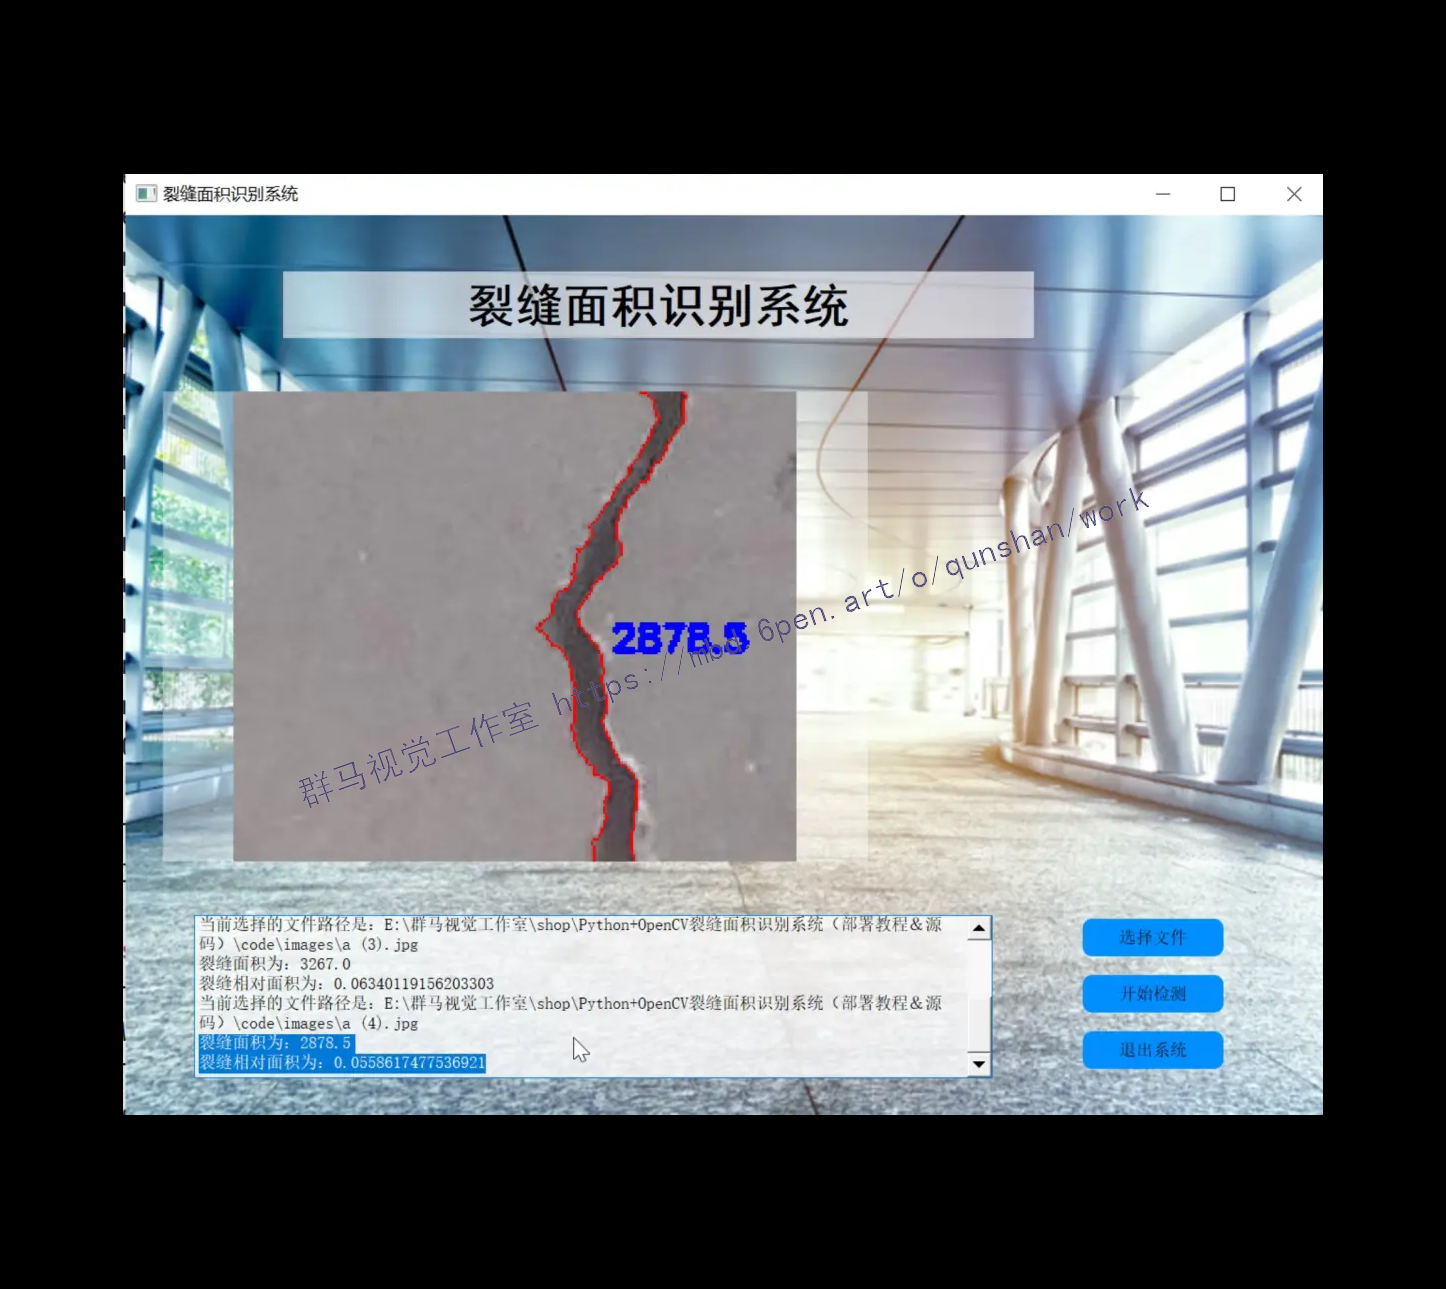 裂缝面积识别系统
裂缝面积识别系统
2878.5
群马视觉工作室 https://mbd.6pen.art/o/qunshan/work
当前选择的文件路径是：E:\群马视觉工作室\shop\Python+OpenCV裂缝面积识别系统（部署教程&源
码）\code\images\a (3).jpg
裂缝面积为：3267.0
裂缝相对面积为：0.06340119156203303
当前选择的文件路径是：E:\群马视觉工作室\shop\Python+OpenCV裂缝面积识别系统（部署教程&源
码）\code\images\a (4).jpg
裂缝面积为：2878.5
裂缝相对面积为：0.0558617477536921
选择文件
开始检测
退出系统